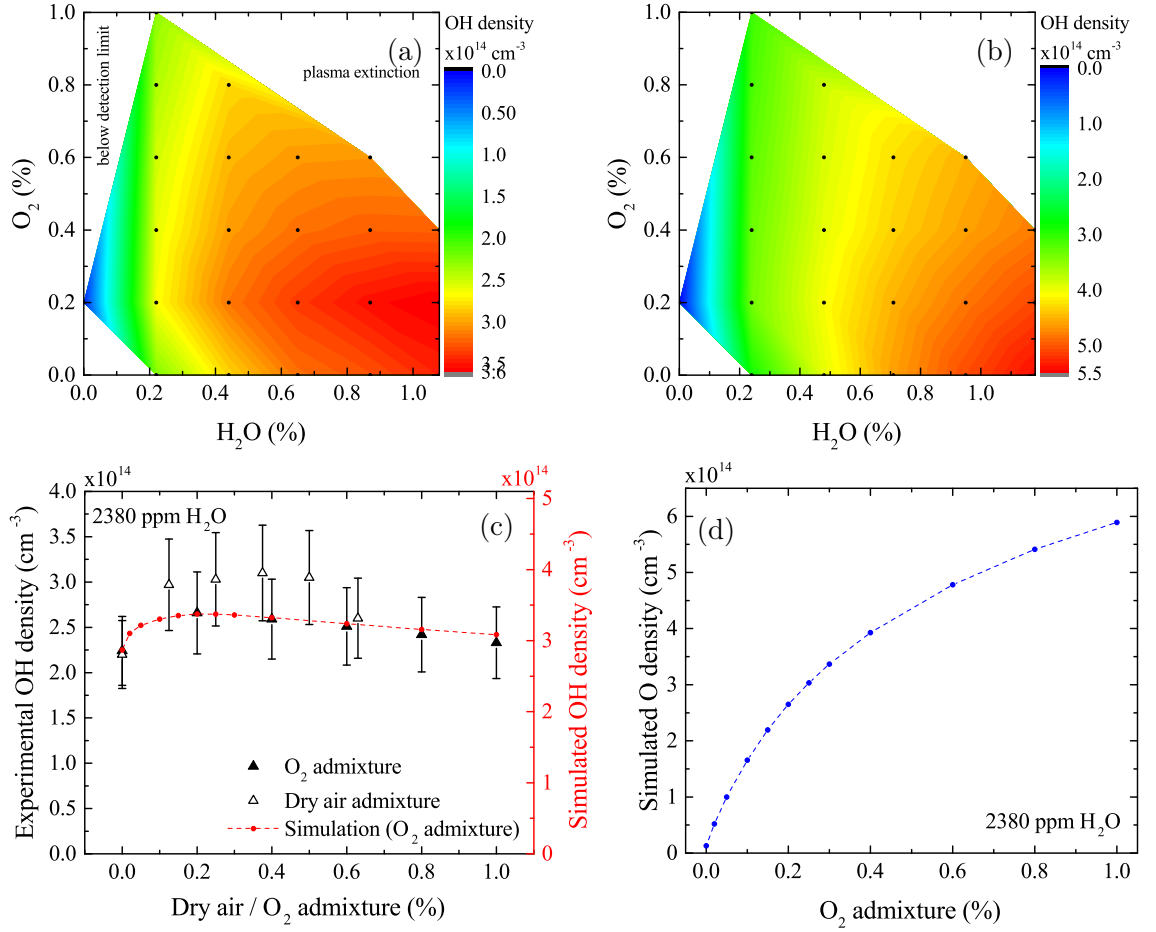 (a)
below detection limit
plasma extinction
O2 (%)
1.0
0.8
0.6
0.4
0.2
0.0
0.0 0.2 0.4 0.6 0.8 1.0
H2O (%)
OH density
x10^14 cm^-3
0.0
0.50
1.0
1.5
2.0
2.5
3.0
3.5
3.6
(b)
O2 (%)
1.0
0.8
0.6
0.4
0.2
0.0
0.0 0.2 0.4 0.6 0.8 1.0
H2O (%)
OH density
x10^14 cm^-3
0.0
1.0
2.0
3.0
4.0
5.0
5.5
x10^14
x10^14
2380 ppm H2O
(c)
Experimental OH density (cm^-3)
4.0
3.5
3.0
2.5
2.0
1.5
1.0
0.5
0.0
Simulated OH density (cm^-3)
5
4
3
2
1
0
O2 admixture
Dry air admixture
Simulation (O2 admixture)
0.0 0.2 0.4 0.6 0.8 1.0
Dry air / O2 admixture (%)
x10^14
(d)
Simulated O density (cm^-3)
6
5
4
3
2
1
0
2380 ppm H2O
0.0 0.2 0.4 0.6 0.8 1.0
O2 admixture (%)